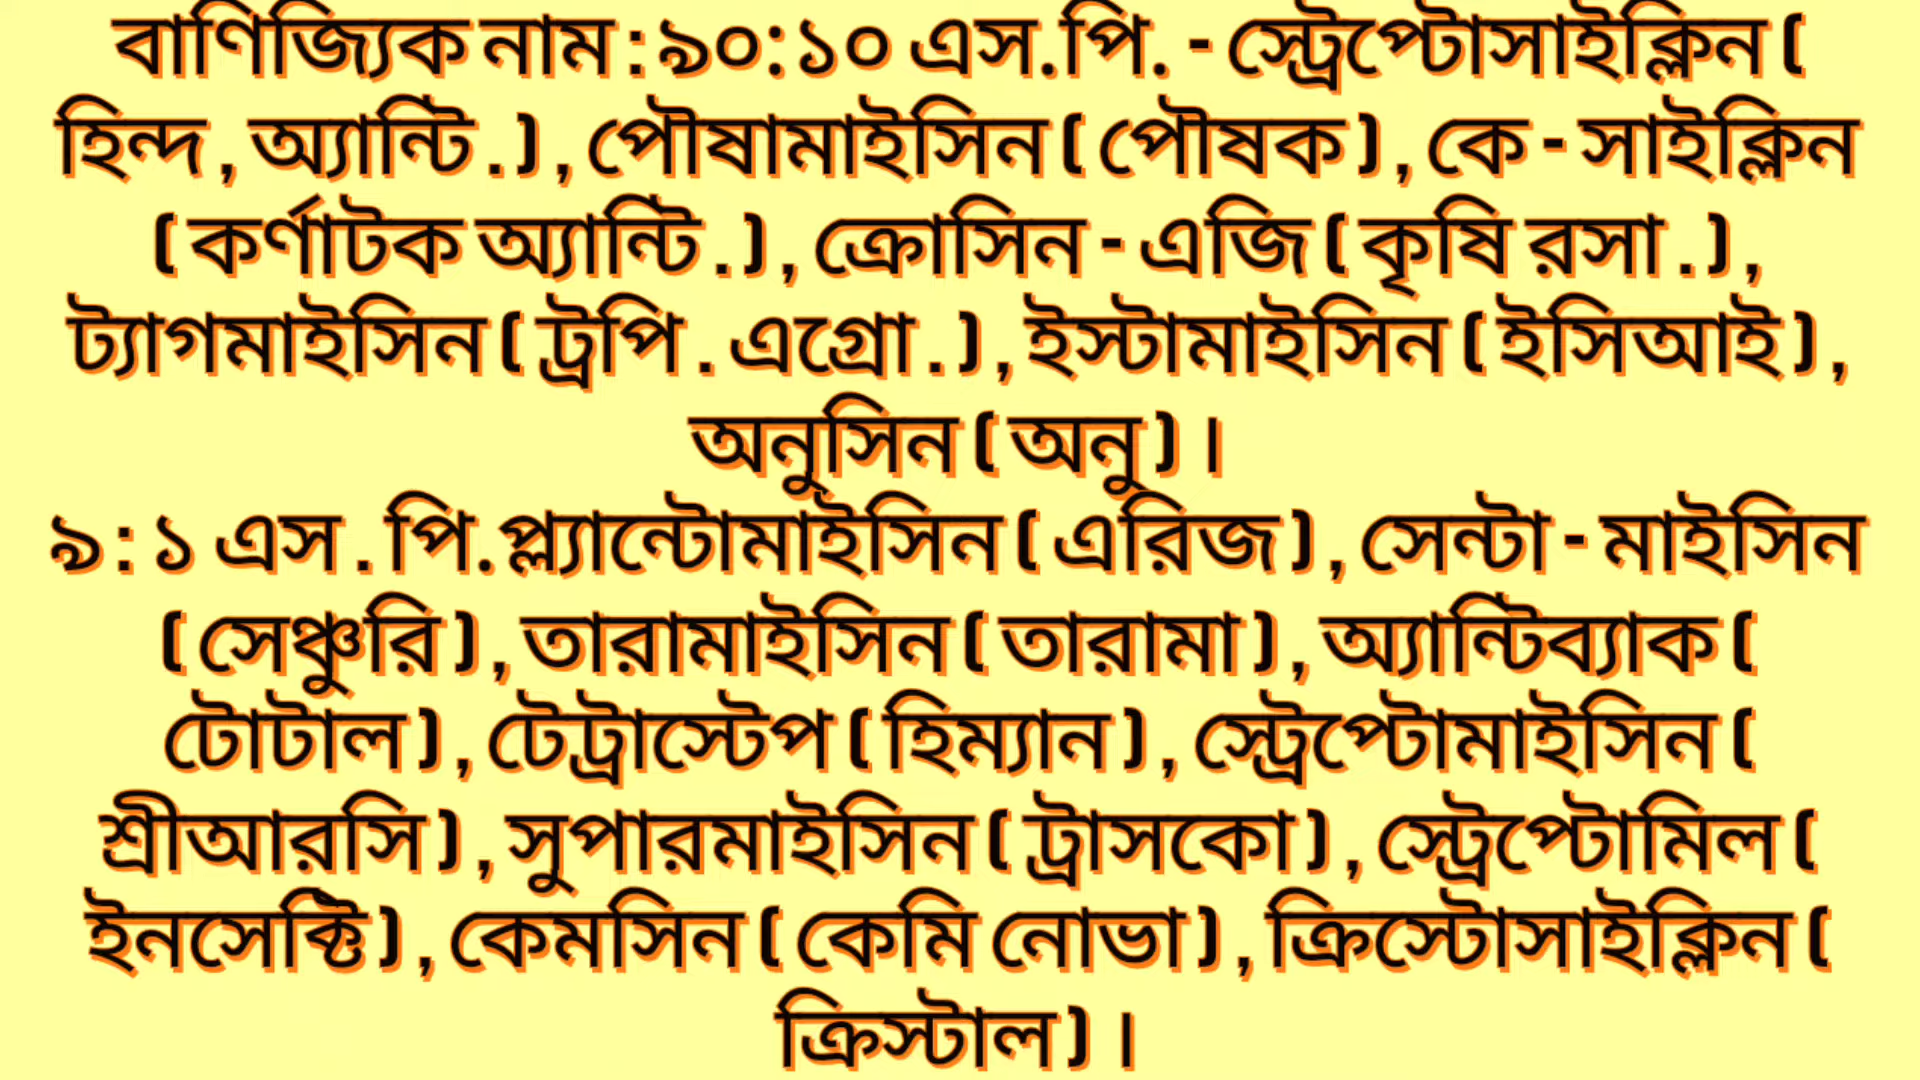 বাণিজ্যিক নাম : ৯০:১০ এস.পি. - স্ট্রেপ্টোসাইক্লিন (
হিন্দ , অ্যান্টি . ) , পৌষামাইসিন ( পৌষক ) , কে - সাইক্লিন
( কর্ণাটক অ্যান্টি . ) , ক্রোসিন - এজি ( কৃষি রসা . ) ,
ট্যাগমাইসিন ( ট্রপি . এগ্রো . ) , ইস্টামাইসিন ( ইসিআই ) ,
অনুসিন ( অনু ) ।
৯ : ১ এস . পি. প্ল্যান্টোমাইসিন ( এরিজ ) , সেন্টা - মাইসিন
( সেঞ্চুরি ) , তারামাইসিন ( তারামা ) , অ্যান্টিব্যাক (
টোটাল ) , টেট্রাস্টেপ ( হিম্যান ) , স্ট্রেপ্টোমাইসিন (
শ্রীআরসি ) , সুপারমাইসিন ( ট্রাসকো ) , স্ট্রেপ্টোমিল (
ইনসেক্টি ) , কেমসিন ( কেমি নোভা ) , ক্রিস্টোসাইক্লিন (
ক্রিস্টাল ) ।